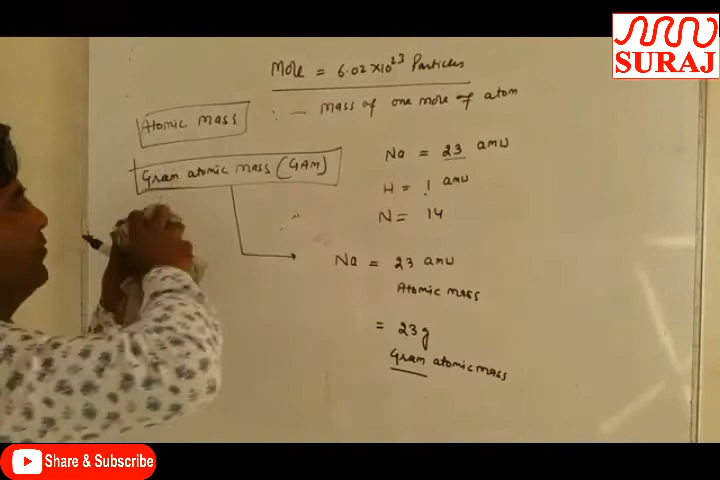 SURAJ
Mole = 6.02×10²³ Particles
Atomic mass : — mass of one mole of atom
Gram atomic mass (GAM)
Na = 23 amu
H = 1 amu
N = 14
Na = 23 amu
Atomic mass
= 23g
Gram atomic mass
Share & Subscribe